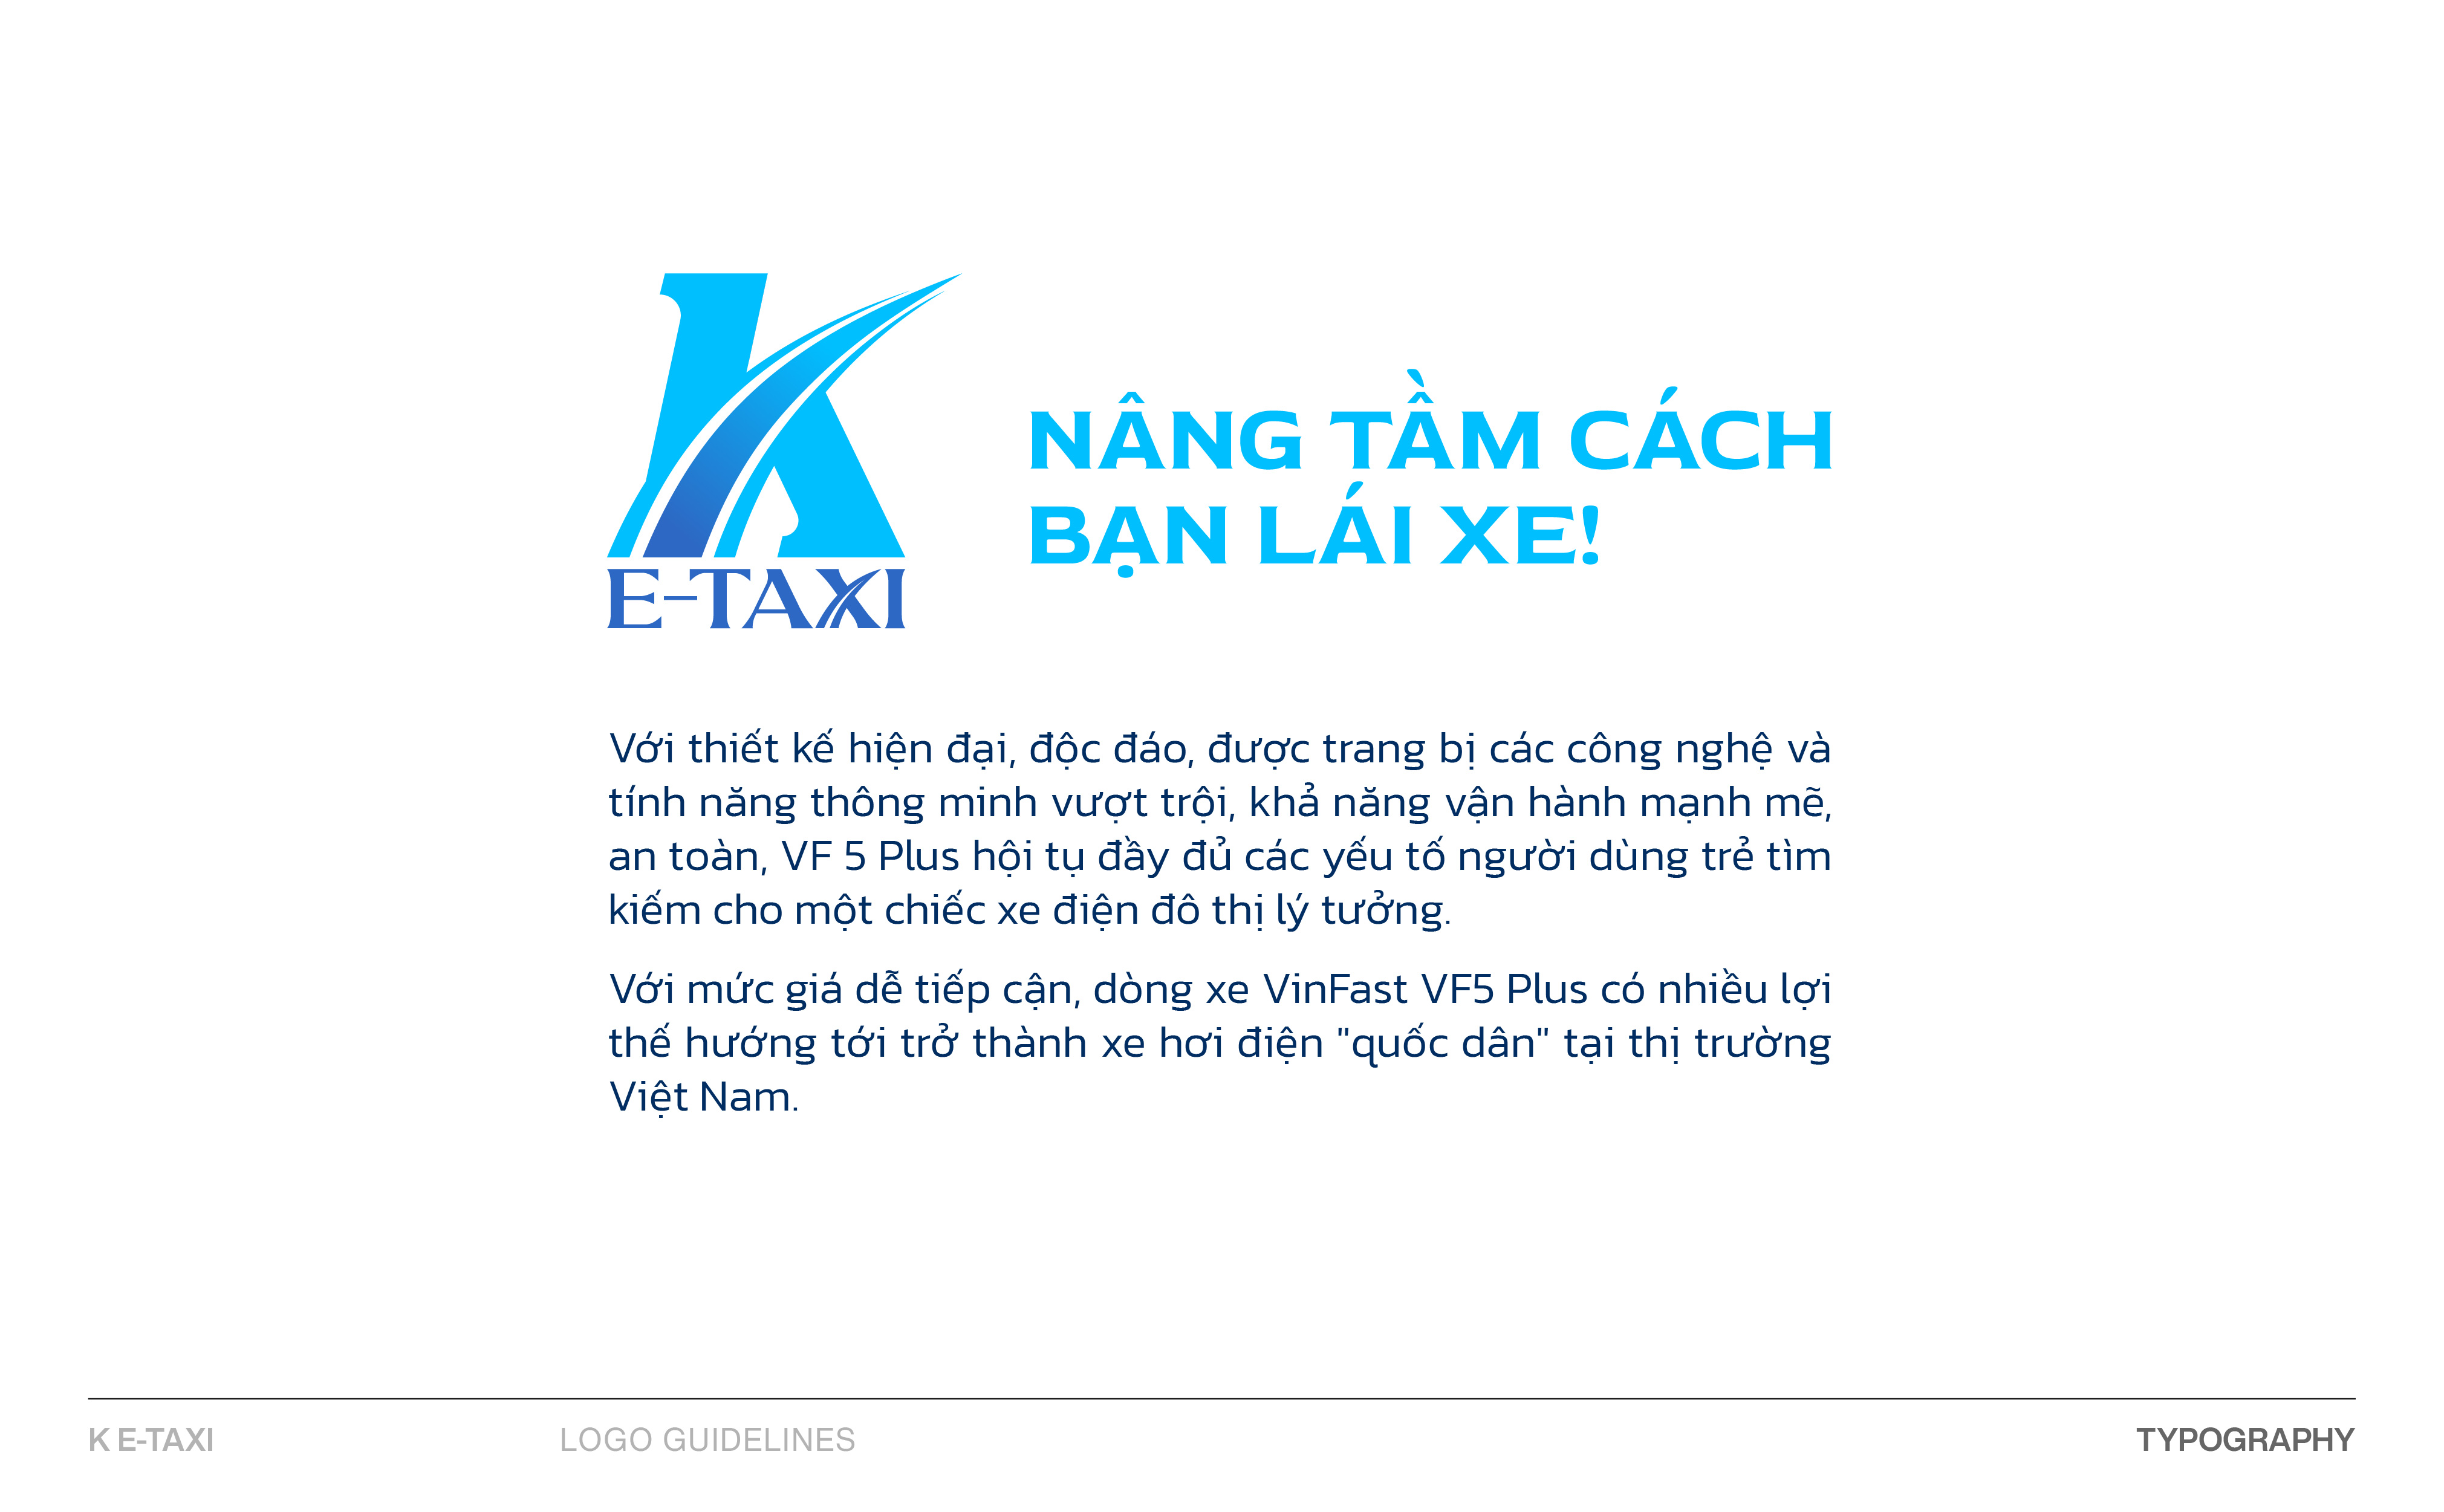 K
E-TAXI
NÂNG TẦM CÁCH
BẠN LÁI XE!
Với thiết kế hiện đại, độc đáo, được trang bị các công nghệ và
tính năng thông minh vượt trội, khả năng vận hành mạnh mẽ,
an toàn, VF 5 Plus hội tụ đầy đủ các yếu tố người dùng trẻ tìm
kiếm cho một chiếc xe điện đô thị lý tưởng.
Với mức giá dễ tiếp cận, dòng xe VinFast VF5 Plus có nhiều lợi
thế hướng tới trở thành xe hơi điện "quốc dân" tại thị trường
Việt Nam.
K E-TAXI
LOGO GUIDELINES
TYPOGRAPHY